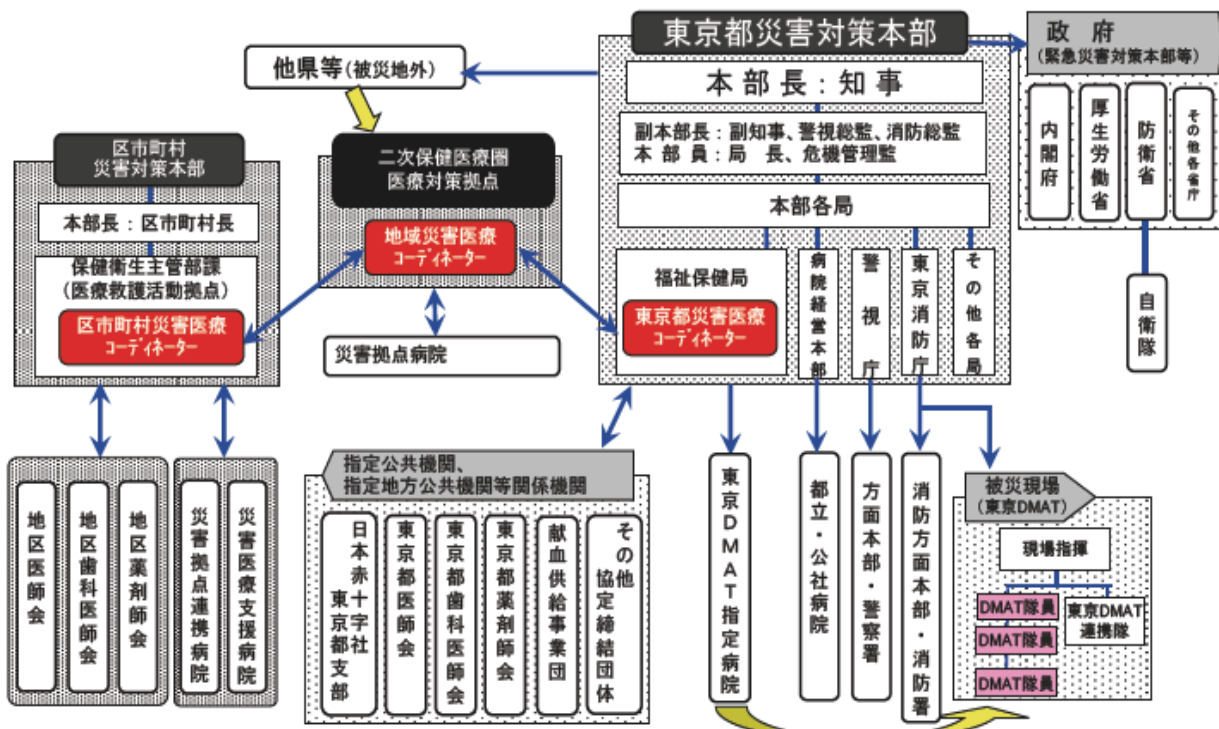 東京都災害対策本部
本部長：知事
副本部長：副知事、警視総監、消防総監
本部員：局長、危機管理監
本部各局
福祉保健局
東京都災害医療
コーディネーター
病院経営本部
警視庁
東京消防庁
その他各局
政府
(緊急災害対策本部等)
内閣府
厚生労働省
防衛省
その他各省庁
自衛隊
他県等(被災地外)
二次保健医療圏
医療対策拠点
地域災害医療
コーディネーター
災害拠点病院
区市町村
災害対策本部
本部長：区市町村長
保健衛生主管部課
(医療救護活動拠点)
区市町村災害医療
コーディネーター
地区医師会
地区歯科医師会
地区薬剤師会
災害拠点連携病院
災害医療支援病院
指定公共機関、
指定地方公共機関等関係機関
日本赤十字社
東京都支部
東京都医師会
東京都歯科医師会
東京都薬剤師会
献血供給事業団
その他
協定締結団体
東京DMAT指定病院
都立・公社病院
方面本部・警察署
消防方面本部・消防署
被災現場
(東京DMAT)
現場指揮
DMAT隊員
DMAT隊員
DMAT隊員
東京DMAT
連携隊